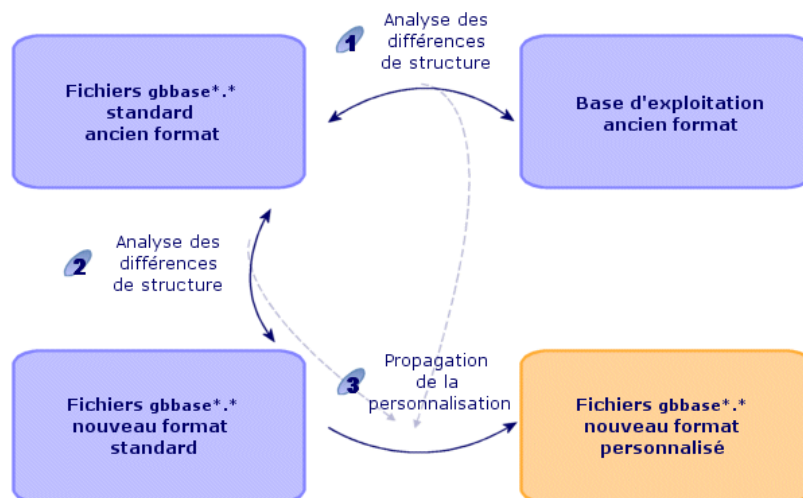 1
Analyse des
différences
de structure
Fichiers gbbase*.*
standard
ancien format
Base d'exploitation
ancien format
2
Analyse des
différences
de structure
3
Propagation
de la
personnalisation
Fichiers gbbase*.*
nouveau format
standard
Fichiers gbbase*.*
nouveau format
personnalisé